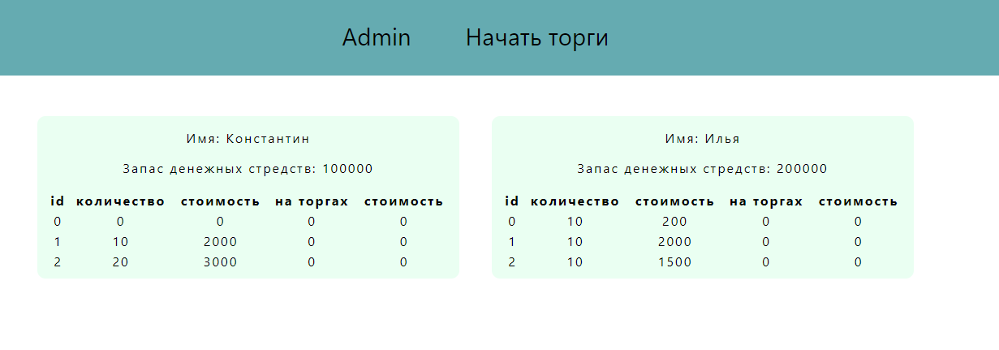 Admin Начать торги
Имя: Константин
Запас денежных стредств: 100000
id количество стоимость на торгах стоимость
0 0 0 0 0
1 10 2000 0 0
2 20 3000 0 0
Имя: Илья
Запас денежных стредств: 200000
id количество стоимость на торгах стоимость
0 10 200 0 0
1 10 2000 0 0
2 10 1500 0 0